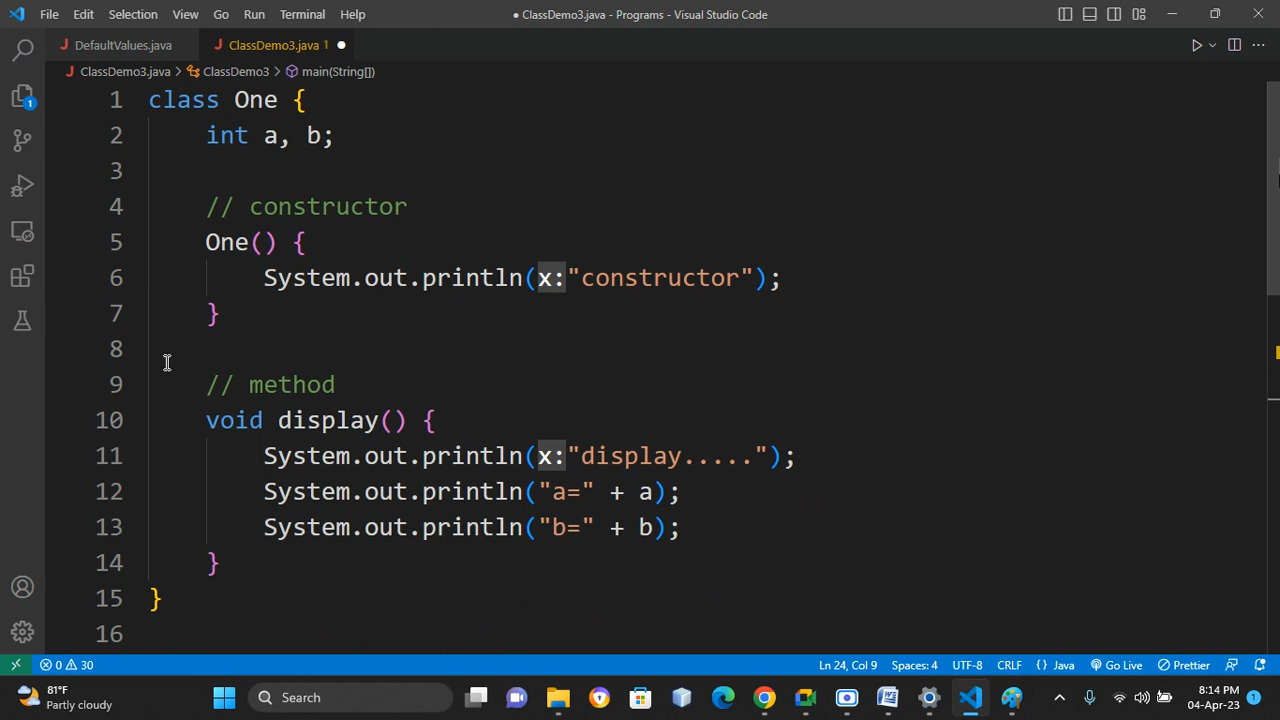 File Edit Selection View Go Run Terminal Help
● ClassDemo3.java - Programs - Visual Studio Code
J DefaultValues.java
J ClassDemo3.java 1 ●
J ClassDemo3.java > ClassDemo3 > main(String[])
1 class One {
2 int a, b;
3
4 // constructor
5 One() {
6 System.out.println(x:"constructor");
7 }
8
9 // method
10 void display() {
11 System.out.println(x:"display.....");
12 System.out.println("a=" + a);
13 System.out.println("b=" + b);
14 }
15 }
16
1
0 30
Ln 24, Col 9 Spaces: 4 UTF-8 CRLF {} Java Go Live Prettier
81°F
Partly cloudy
Search
8:14 PM
04-Apr-23
1